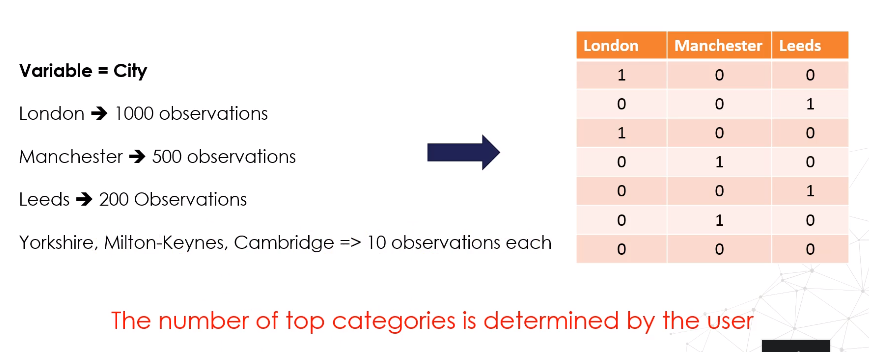 Variable = City
London ➔ 1000 observations
Manchester ➔ 500 observations
Leeds ➔ 200 Observations
Yorkshire, Milton-Keynes, Cambridge => 10 observations each
London Manchester Leeds
1 0 0
0 0 1
1 0 0
0 1 0
0 0 1
0 1 0
0 0 0
The number of top categories is determined by the user